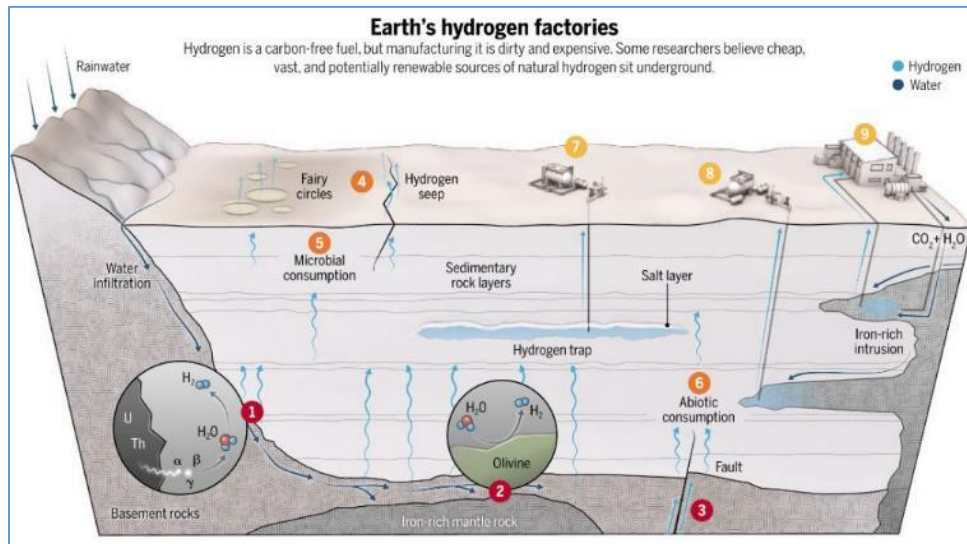 Earth's hydrogen factories
Hydrogen is a carbon-free fuel, but manufacturing it is dirty and expensive. Some researchers believe cheap,
vast, and potentially renewable sources of natural hydrogen sit underground.
Rainwater
Hydrogen
Water
9
7
8
Fairy
circles
4
Hydrogen
seep
CO2 + H2O
5
Microbial
consumption
Water
infiltration
Sedimentary
rock layers
Salt layer
Iron-rich
intrusion
Hydrogen trap
6
Abiotic
consumption
H2
1
U
Th
H2O
α β
γ
H2O
H2
Olivine
2
Fault
3
Basement rocks
Iron-rich mantle rock